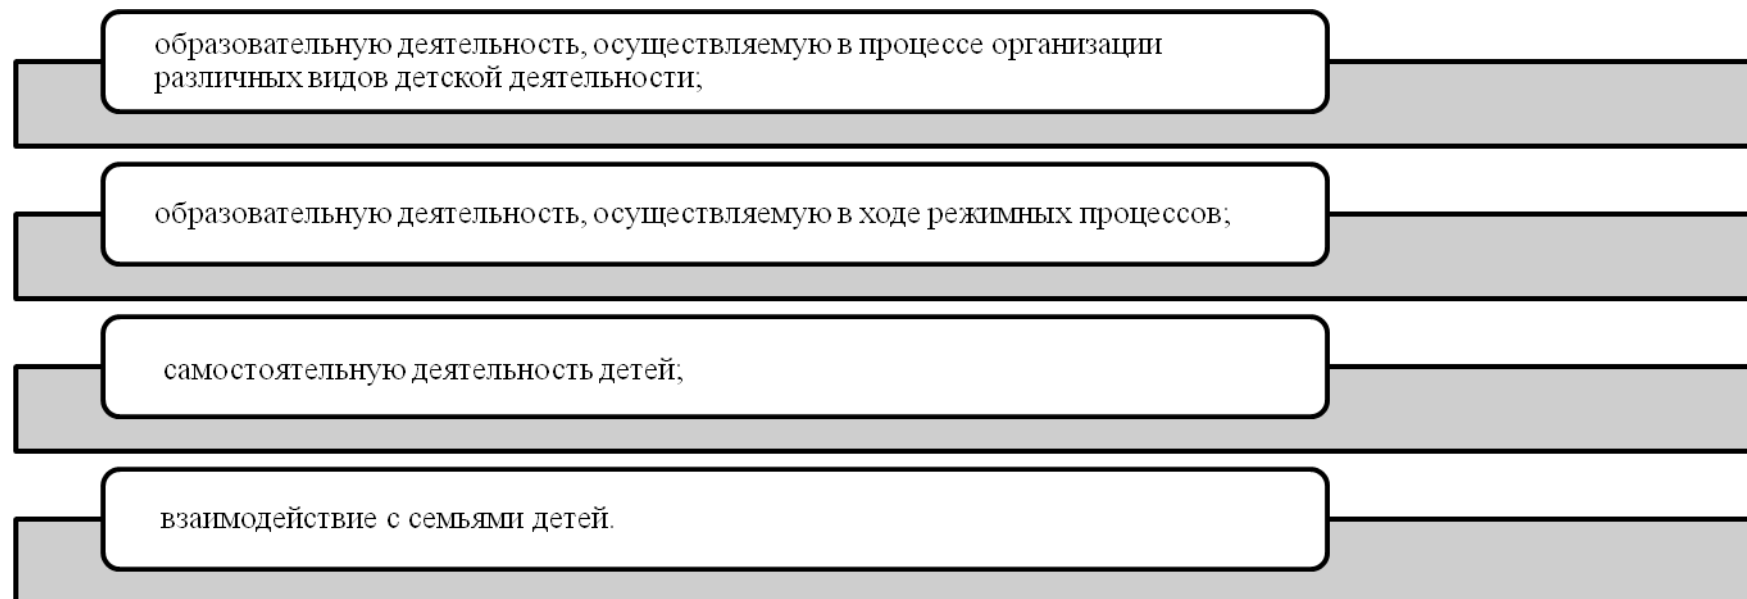 образовательную деятельность, осуществляемую в процессе организации
различных видов детской деятельности;
образовательную деятельность, осуществляемую в ходе режимных процессов;
самостоятельную деятельность детей;
взаимодействие с семьями детей.